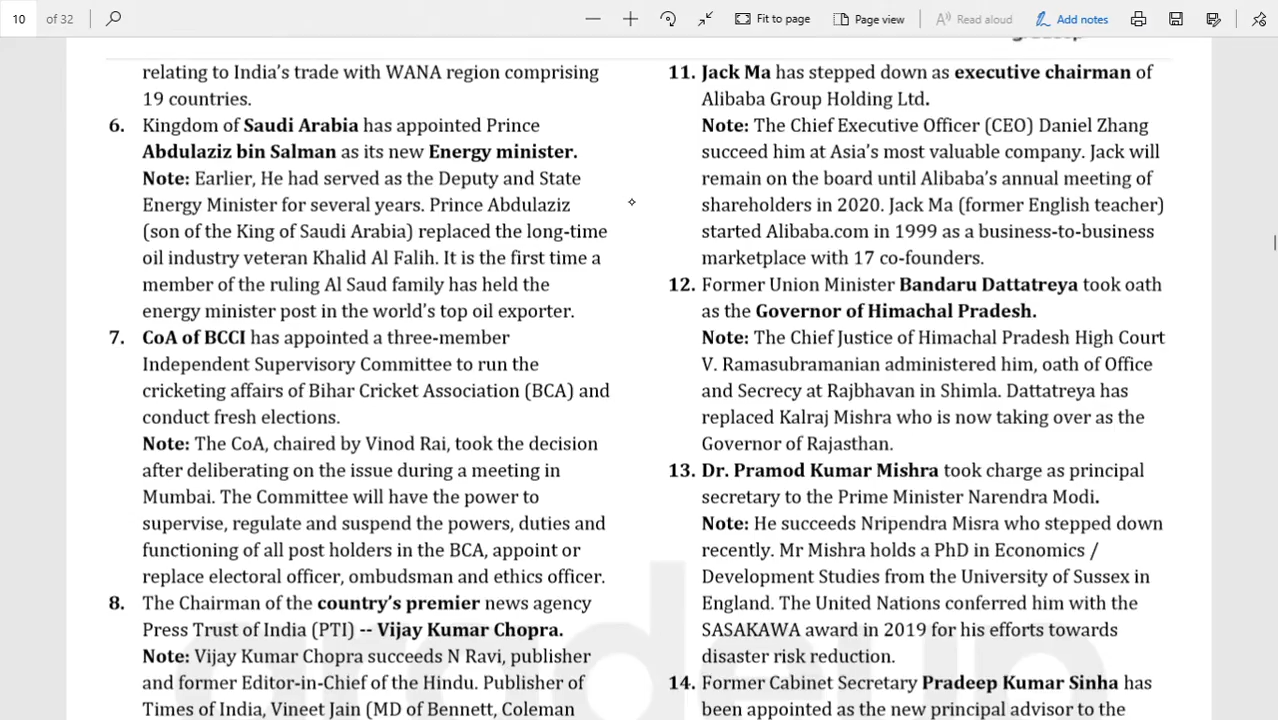 10 of 32 Fit to page Page view Read aloud Add notes
relating to India's trade with WANA region comprising
19 countries.
6. Kingdom of Saudi Arabia has appointed Prince
Abdulaziz bin Salman as its new Energy minister.
Note: Earlier, He had served as the Deputy and State
Energy Minister for several years. Prince Abdulaziz
(son of the King of Saudi Arabia) replaced the long-time
oil industry veteran Khalid Al Falih. It is the first time a
member of the ruling Al Saud family has held the
energy minister post in the world's top oil exporter.
7. CoA of BCCI has appointed a three-member
Independent Supervisory Committee to run the
cricketing affairs of Bihar Cricket Association (BCA) and
conduct fresh elections.
Note: The CoA, chaired by Vinod Rai, took the decision
after deliberating on the issue during a meeting in
Mumbai. The Committee will have the power to
supervise, regulate and suspend the powers, duties and
functioning of all post holders in the BCA, appoint or
replace electoral officer, ombudsman and ethics officer.
8. The Chairman of the country's premier news agency
Press Trust of India (PTI) -- Vijay Kumar Chopra.
Note: Vijay Kumar Chopra succeeds N Ravi, publisher
and former Editor-in-Chief of the Hindu. Publisher of
Times of India, Vineet Jain (MD of Bennett, Coleman
11. Jack Ma has stepped down as executive chairman of
Alibaba Group Holding Ltd.
Note: The Chief Executive Officer (CEO) Daniel Zhang
succeed him at Asia's most valuable company. Jack will
remain on the board until Alibaba's annual meeting of
shareholders in 2020. Jack Ma (former English teacher)
started Alibaba.com in 1999 as a business-to-business
marketplace with 17 co-founders.
12. Former Union Minister Bandaru Dattatreya took oath
as the Governor of Himachal Pradesh.
Note: The Chief Justice of Himachal Pradesh High Court
V. Ramasubramanian administered him, oath of Office
and Secrecy at Rajbhavan in Shimla. Dattatreya has
replaced Kalraj Mishra who is now taking over as the
Governor of Rajasthan.
13. Dr. Pramod Kumar Mishra took charge as principal
secretary to the Prime Minister Narendra Modi.
Note: He succeeds Nripendra Misra who stepped down
recently. Mr Mishra holds a PhD in Economics /
Development Studies from the University of Sussex in
England. The United Nations conferred him with the
SASAKAWA award in 2019 for his efforts towards
disaster risk reduction.
14. Former Cabinet Secretary Pradeep Kumar Sinha has
been appointed as the new principal advisor to the